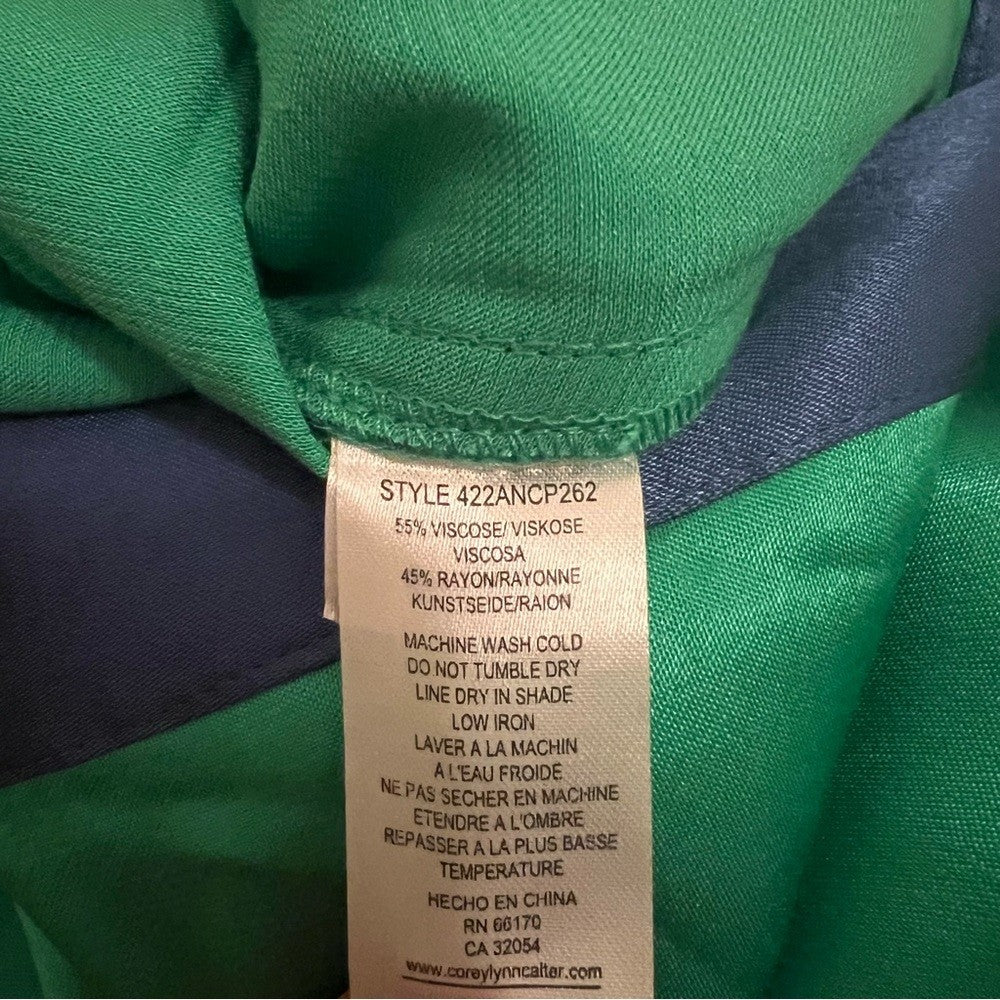 STYLE 422ANCP262
55% VISCOSE/ VISKOSE
VISCOSA
45% RAYON/RAYONNE
KUNSTSEIDE/RAION
MACHINE WASH COLD
DO NOT TUMBLE DRY
LINE DRY IN SHADE
LOW IRON
LAVER A LA MACHIN
A L'EAU FROIDE
NE PAS SECHER EN MACHINE
ETENDRE A L'OMBRE
REPASSER A LA PLUS BASSE
TEMPERATURE
HECHO EN CHINA
RN 66170
CA 32054
www.coreylynncalter.com